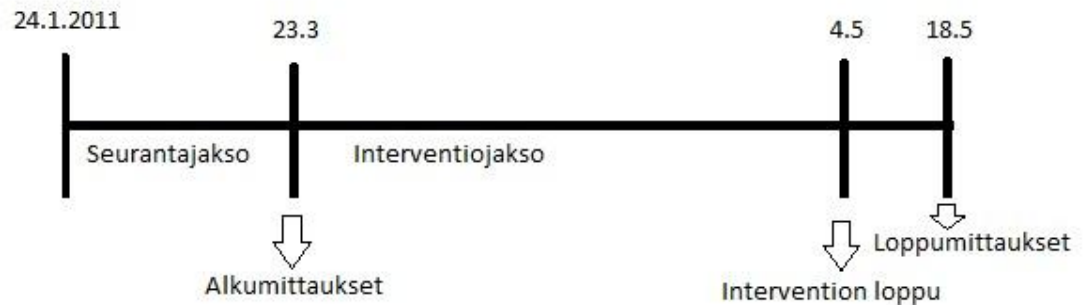 24.1.2011
23.3
4.5
18.5
Seurantajakso
Interventiojakso
Alkumittaukset
Intervention loppu
Loppumittaukset